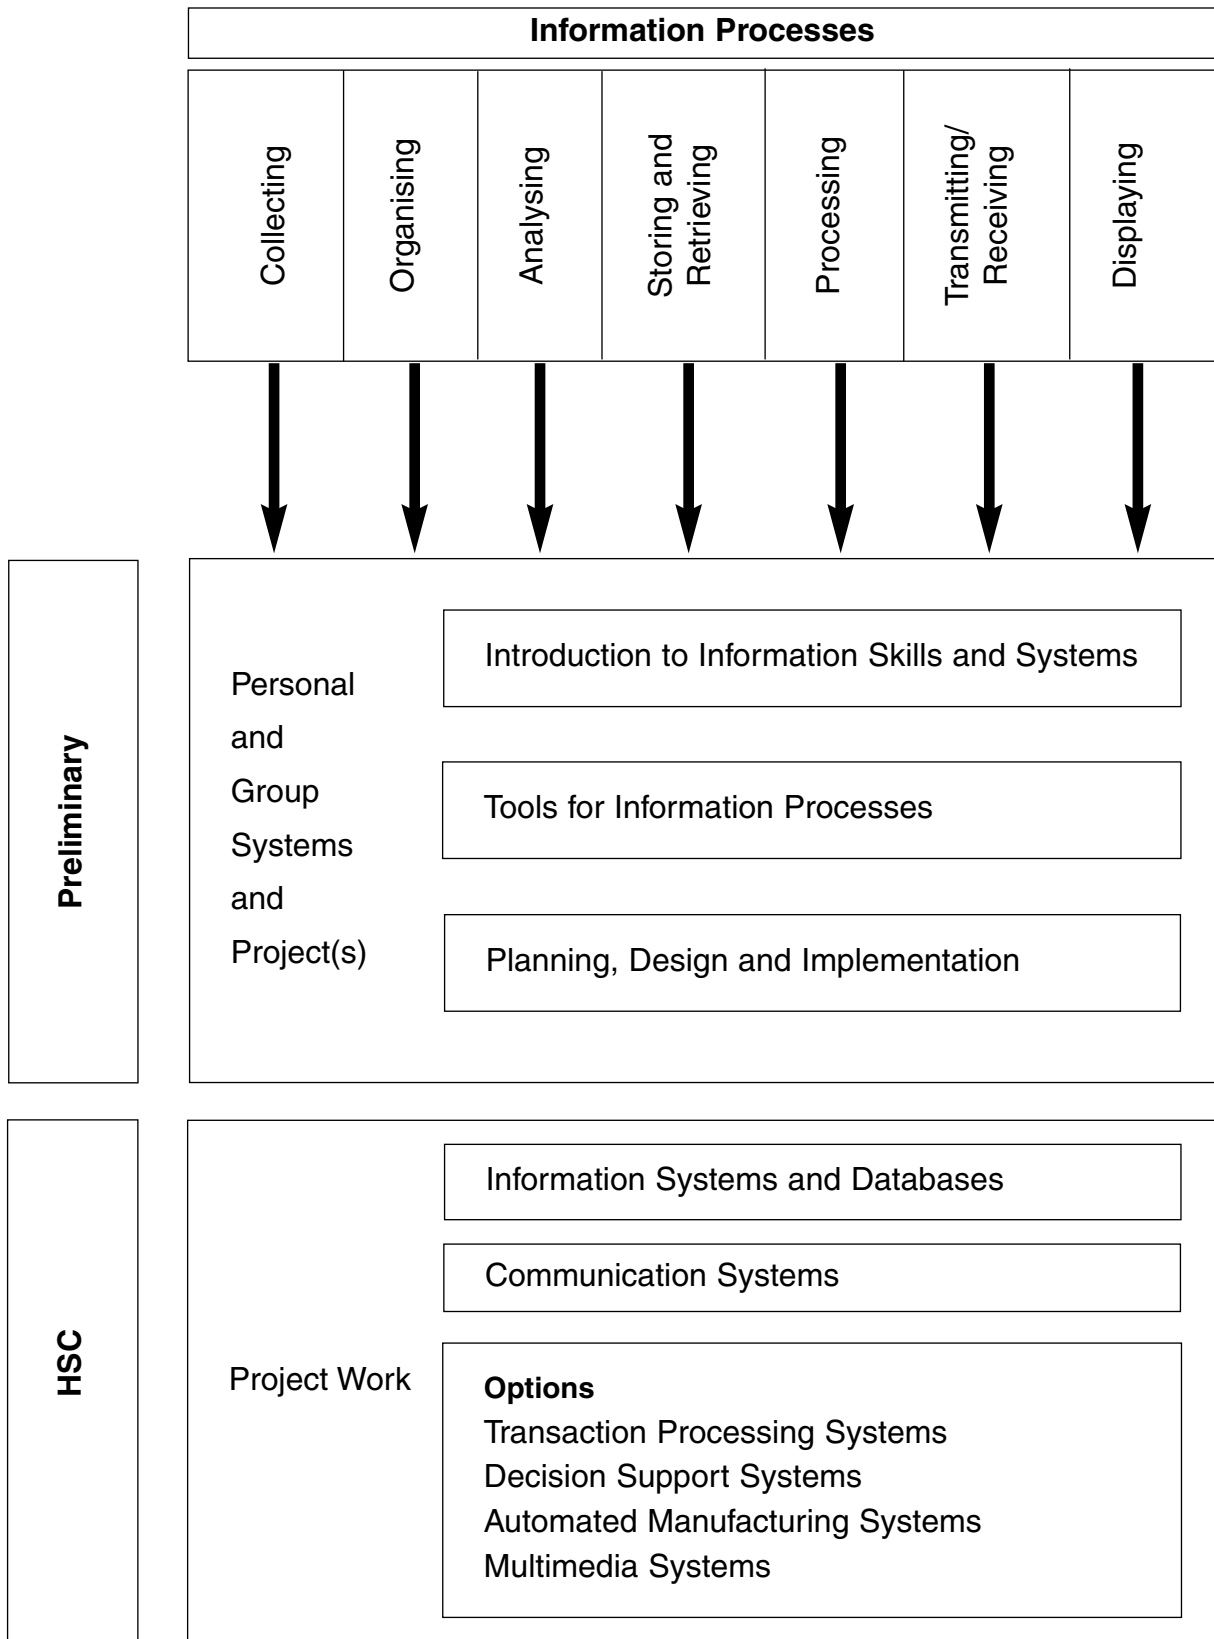 Information Processes
Collecting
Organising
Analysing
Storing and
Retrieving
Processing
Transmitting/
Receiving
Displaying
Preliminary
Personal
and
Group
Systems
and
Project(s)
Introduction to Information Skills and Systems
Tools for Information Processes
Planning, Design and Implementation
HSC
Project Work
Information Systems and Databases
Communication Systems
Options
Transaction Processing Systems
Decision Support Systems
Automated Manufacturing Systems
Multimedia Systems